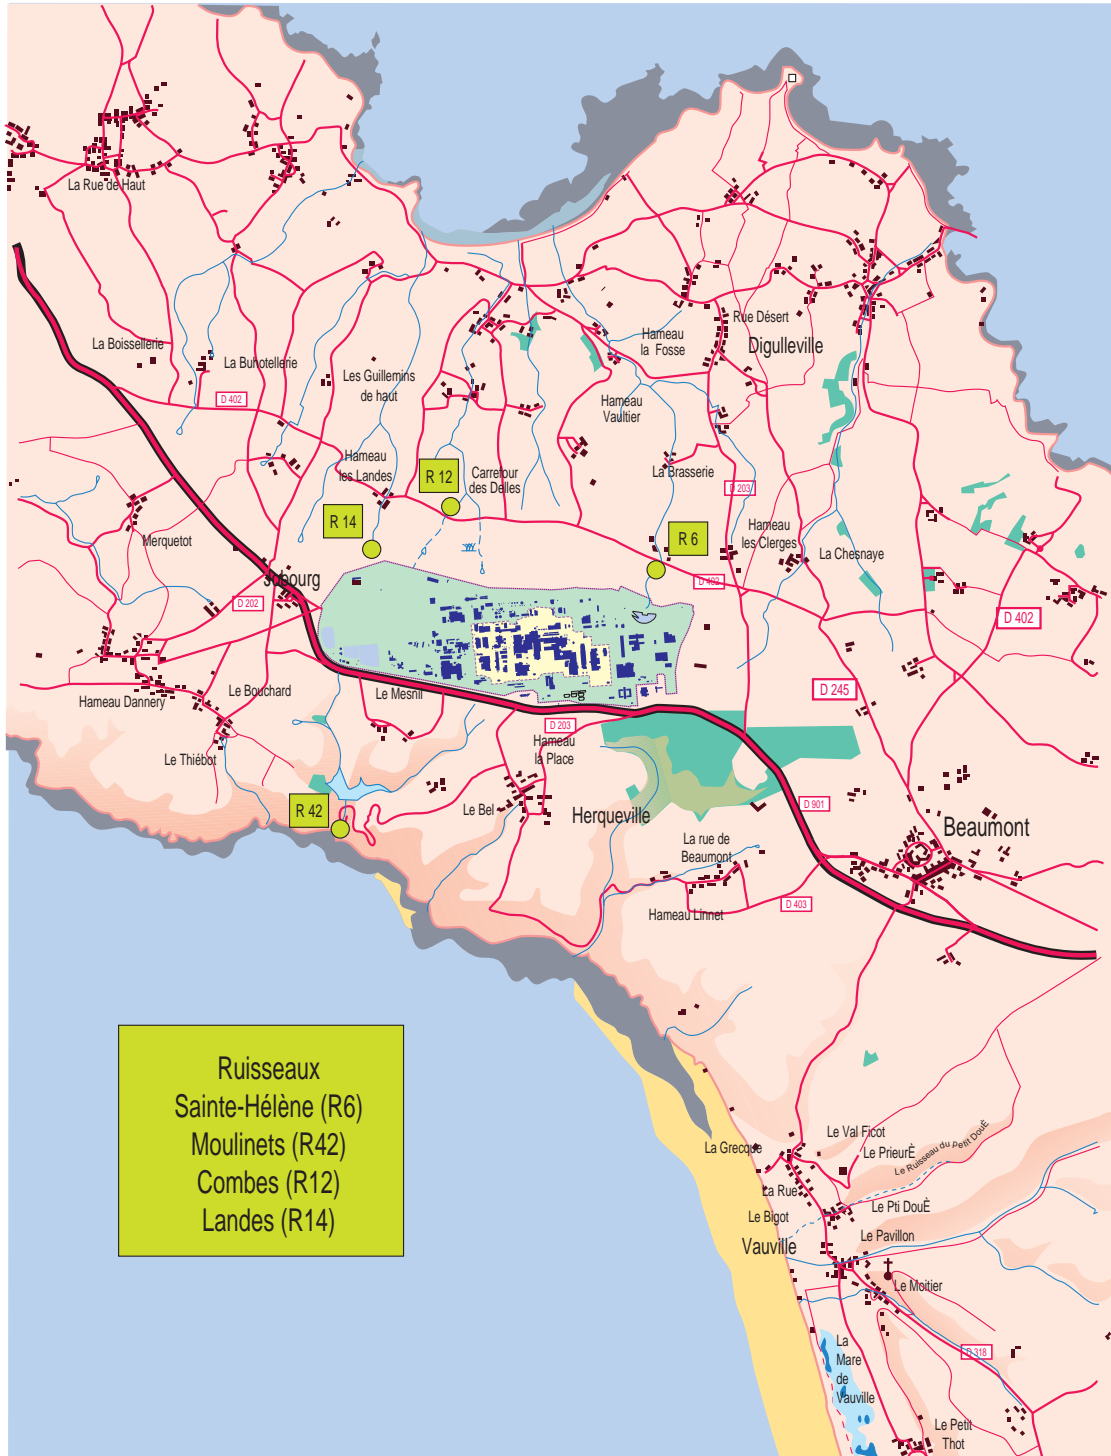 La Rue de Haut
La Boissellerie
La Buhotellerie
D 402
Les Guillemins
de haut
Hameau
la Fosse
Rue Désert
Digulleville
Hameau
Vaultier
Hameau
les Landes
R 12
Carrefour
des Delles
La Brasserie
D 203
R 14
R 6
Hameau
les Clerges
La Chesnaye
Merquetot
Jobourg
D 402
D 202
D 402
Hameau Dannery
Le Bouchard
Le Mesnil
D 245
D 203
Hameau
la Place
Le Thiébot
R 42
Le Bel
Herqueville
D 901
Beaumont
La rue de
Beaumont
Hameau Linnet
D 403
Ruisseaux
Sainte-Hélène (R6)
Moulinets (R42)
Combes (R12)
Landes (R14)
La Grecque
Le Val Ficot
Le PrieurÈ
Le Ruisseau du petit DouÈ
La Rue
Le Bigot
Le Pti DouÈ
Vauville
Le Pavillon
Le Moitier
La
Mare
de
Vauville
D 318
Le Petit
Thot